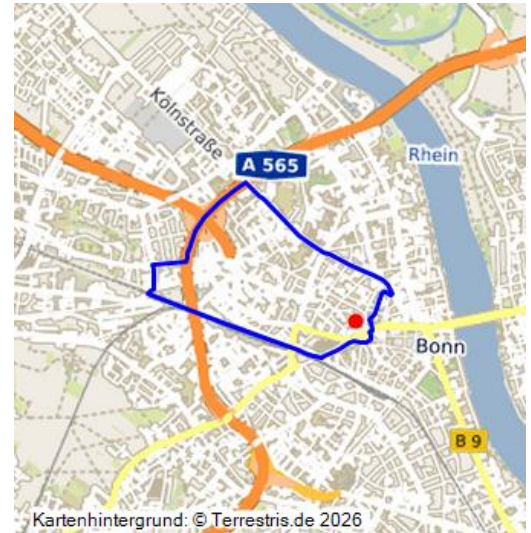 Kölnstraße
A 565
Rhein
Bonn
B 9
Kartenhintergrund: © Terrestris.de 2026